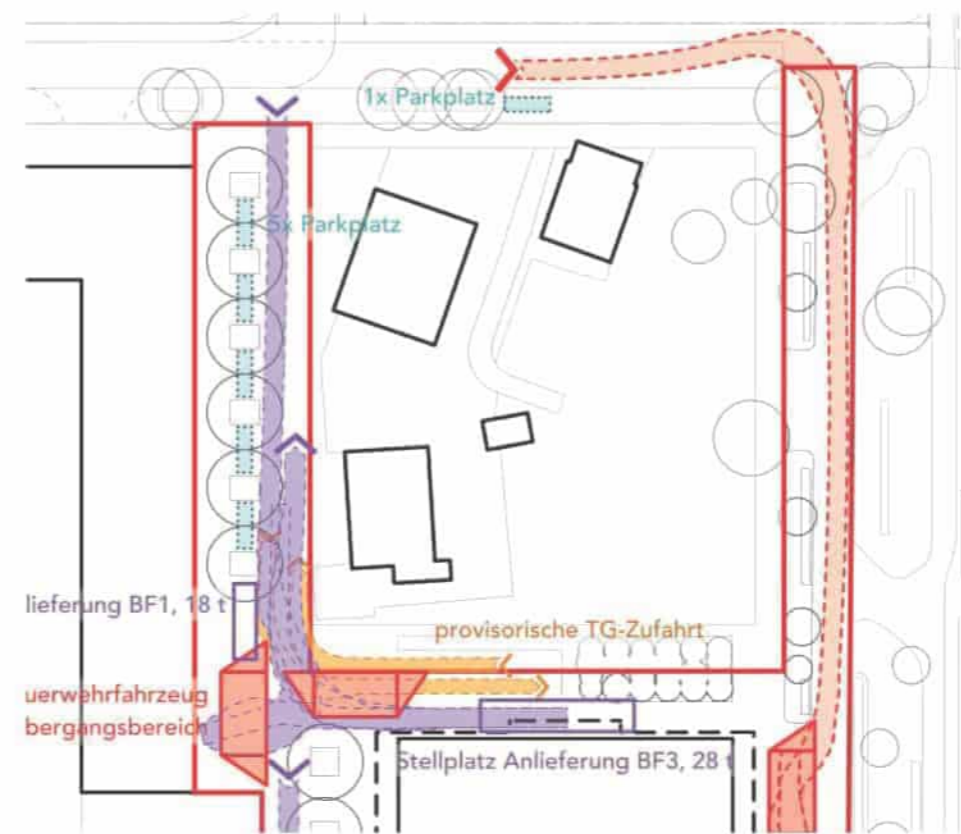 1x Parkplatz
5x Parkplatz
lieferung BF1, 18 t
provisorische TG-Zufahrt
uerwehrfahrzeug
bergangsbereich
Stellplatz Anlieferung BF3, 28 t